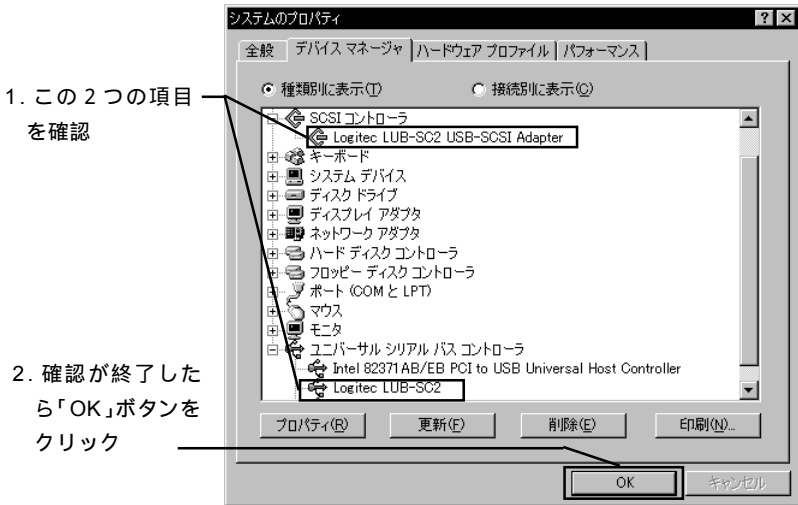 システムのプロパティ
? ×
全般 デバイス マネージャ ハードウェア プロファイル パフォーマンス
種類別に表示(T) 接続別に表示(C)
1. この２つの項目
を確認
SCSI コントローラ
Logitec LUB-SC2 USB-SCSI Adapter
キーボード
システム デバイス
ディスク ドライブ
ディスプレイ アダプタ
ネットワーク アダプタ
ハード ディスク コントローラ
フロッピー ディスク コントローラ
ポート (COM と LPT)
マウス
モニタ
ユニバーサル シリアル バス コントローラ
Intel 82371AB/EB PCI to USB Universal Host Controller
Logitec LUB-SC2
2. 確認が終了した
ら「OK」ボタンを
クリック
プロパティ(R) 更新(F) 削除(E) 印刷(N)...
OK キャンセル